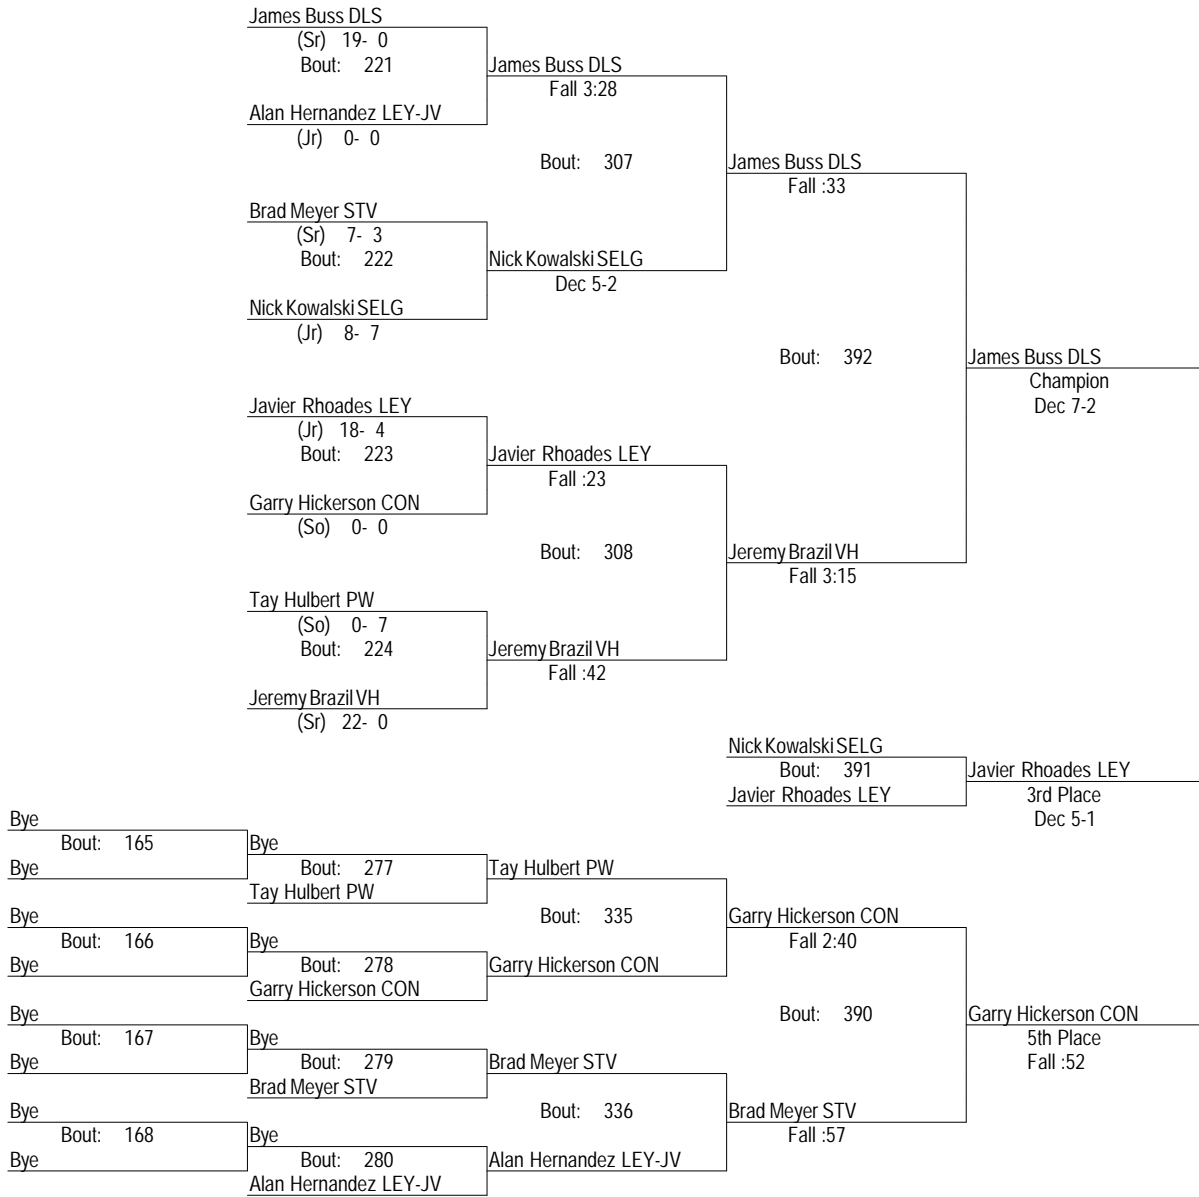 James Buss DLS
(Sr) 19- 0
Bout: 221
James Buss DLS
Fall 3:28
Alan Hernandez LEY-JV
(Jr) 0- 0
Bout: 307
James Buss DLS
Fall :33
Brad Meyer STV
(Sr) 7- 3
Bout: 222
Nick Kowalski SELG
Dec 5-2
Nick Kowalski SELG
(Jr) 8- 7
Bout: 392
James Buss DLS
Champion
Dec 7-2
Javier Rhoades LEY
(Jr) 18- 4
Bout: 223
Javier Rhoades LEY
Fall :23
Garry Hickerson CON
(So) 0- 0
Bout: 308
Jeremy Brazil VH
Fall 3:15
Tay Hulbert PW
(So) 0- 7
Bout: 224
Jeremy Brazil VH
Fall :42
Jeremy Brazil VH
(Sr) 22- 0
Nick Kowalski SELG
Bout: 391
Javier Rhoades LEY
Javier Rhoades LEY
3rd Place
Dec 5-1
Bye
Bout: 165
Bye
Bye
Bout: 277
Tay Hulbert PW
Tay Hulbert PW
Bye
Bout: 166
Bye
Bout: 335
Garry Hickerson CON
Fall 2:40
Bye
Bout: 278
Garry Hickerson CON
Garry Hickerson CON
Bye
Bout: 167
Bye
Bout: 390
Garry Hickerson CON
5th Place
Fall :52
Bye
Bout: 279
Brad Meyer STV
Brad Meyer STV
Bye
Bout: 168
Bye
Bout: 336
Brad Meyer STV
Fall :57
Bye
Bout: 280
Alan Hernandez LEY-JV
Alan Hernandez LEY-JV